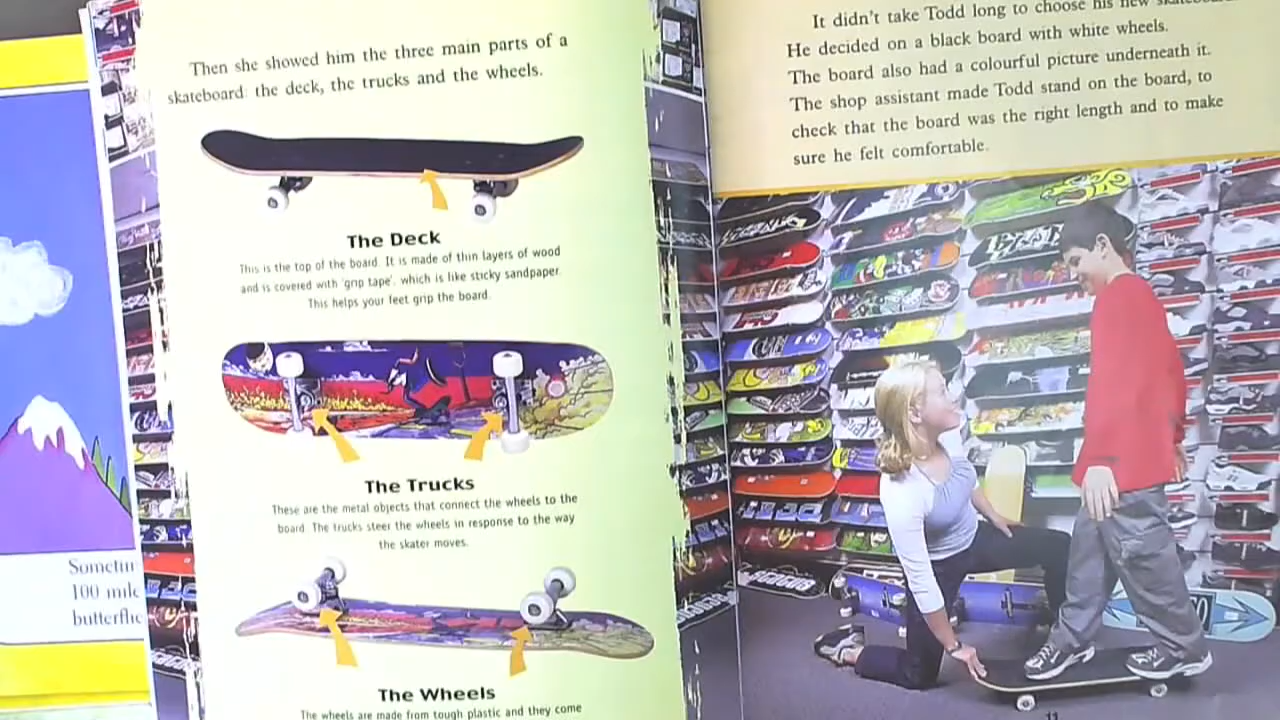 Then she showed him the three main parts of a
skateboard: the deck, the trucks and the wheels.
The Deck
This is the top of the board. It is made of thin layers of wood
and is covered with 'grip tape', which is like sticky sandpaper.
This helps your feet grip the board.
The Trucks
These are the metal objects that connect the wheels to the
board. The trucks steer the wheels in response to the way
the skater moves.
The Wheels
The wheels are made from tough plastic and they come
It didn't take Todd long to choose his new
He decided on a black board with white wheels.
The board also had a colourful picture underneath it.
The shop assistant made Todd stand on the board, to
check that the board was the right length and to make
sure he felt comfortable.
11
100